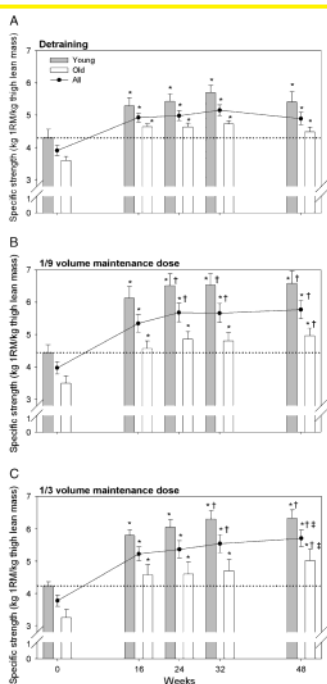 A
Detraining
Young
Old
All
Specific strength (kg 1RM/kg thigh lean mass)
7
6
5
4
3
1
0
B
1/9 volume maintenance dose
Specific strength (kg 1RM/kg thigh lean mass)
7
6
5
4
3
1
0
C
1/3 volume maintenance dose
Specific strength (kg 1RM/kg thigh lean mass)
7
6
5
4
3
1
0
0 16 24 32 48
Weeks